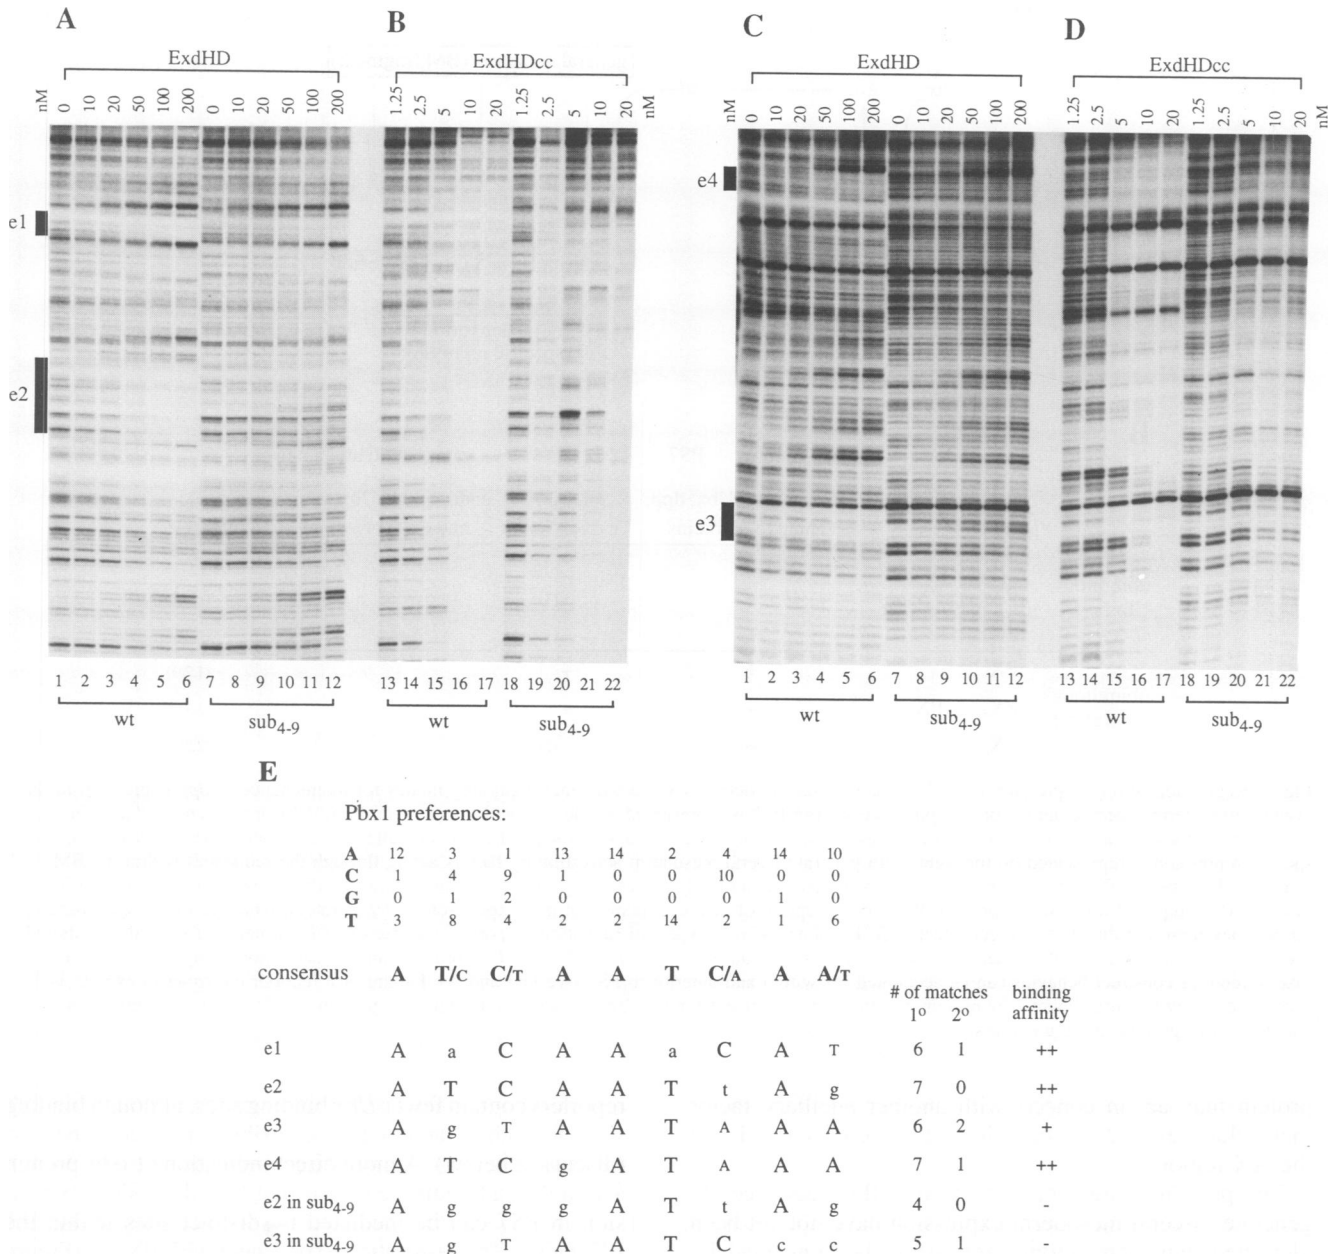 A B C D
ExdHD ExdHDcc ExdHD ExdHDcc
nM 0 10 20 50 100 200 0 10 20 50 100 200 1.25 2.5 5 10 20 1.25 2.5 5 10 20 nM
nM 0 10 20 50 100 200 0 10 20 50 100 200 1.25 2.5 5 10 20 1.25 2.5 5 10 20 nM
e4
e1
e2
e3
1 2 3 4 5 6 7 8 9 10 11 12 13 14 15 16 17 18 19 20 21 22
1 2 3 4 5 6 7 8 9 10 11 12 13 14 15 16 17 18 19 20 21 22
wt sub4-9 wt sub4-9 wt sub4-9 wt sub4-9
E
Pbx1 preferences:
A 12 3 1 13 14 2 4 14 10
C 1 4 9 1 0 0 10 0 0
G 0 1 2 0 0 0 0 1 0
T 3 8 4 2 2 14 2 1 6
consensus A T/C C/T A A T C/A A A/T
# of matches binding
1º 2º affinity
e1 A a C A A a C A T 6 1 ++
e2 A T C A A T t A g 7 0 ++
e3 A g T A A T A A A 6 2 +
e4 A T C g A T A A A 7 1 ++
e2 in sub4-9 A g g g A T t A g 4 0 -
e3 in sub4-9 A g T A A T C c c 5 1 -